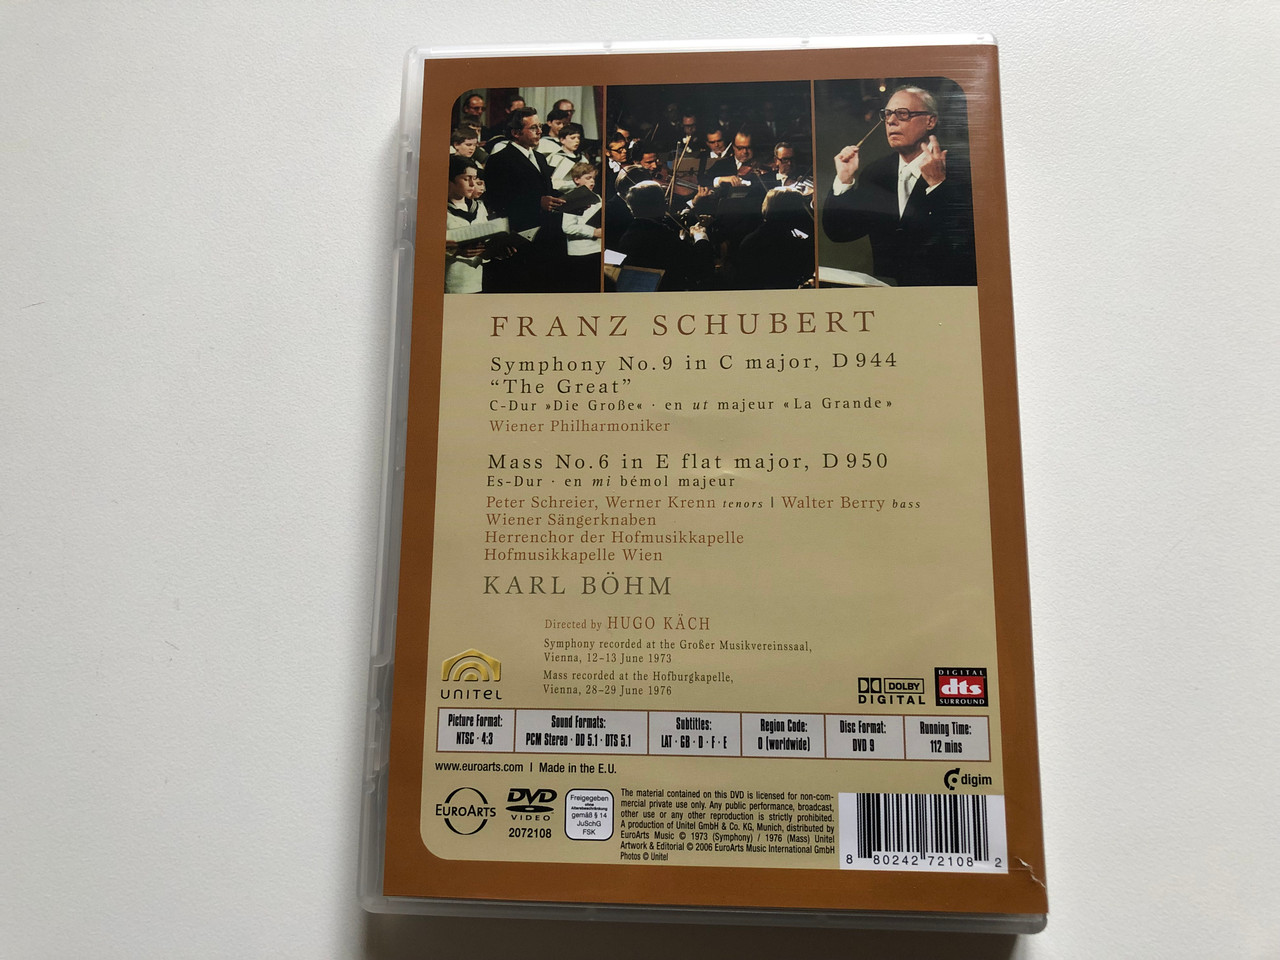 FRANZ SCHUBERT
Symphony No. 9 in C major, D 944
“The Great”
C-Dur »Die Große« · en ut majeur «La Grande»
Wiener Philharmoniker
Mass No. 6 in E flat major, D 950
Es-Dur · en mi bémol majeur
Peter Schreier, Werner Krenn tenors | Walter Berry bass
Wiener Sängerknaben
Herrenchor der Hofmusikkapelle
Hofmusikkapelle Wien
KARL BÖHM
Directed by HUGO KÄCH
Symphony recorded at the Großer Musikvereinssaal,
Vienna, 12–13 June 1973
Mass recorded at the Hofburgkapelle,
Vienna, 28–29 June 1976
UNITEL
DOLBY
DIGITAL
DIGITAL
dts
SURROUND
Picture Format:
NTSC · 4:3
Sound Formats:
PCM Stereo · DD 5.1 · DTS 5.1
Subtitles:
LAT · GB · D · F · E
Region Code:
0 (worldwide)
Disc Format:
DVD 9
Running Time:
112 mins
www.euroarts.com | Made in the E.U.
digim
EUROARTS
DVD
VIDEO
2072108
Freigegeben
ohne
Altersbeschränkung
gemäß § 14
JuSchG
FSK
The material contained on this DVD is licensed for non-com-
mercial private use only. Any public performance, broadcast,
other use or any other reproduction is strictly prohibited.
A production of Unitel GmbH & Co. KG, Munich, distributed by
EuroArts Music © 1973 (Symphony) / 1976 (Mass) Unitel
Artwork & Editorial © 2006 EuroArts Music International GmbH
Photos © Unitel
8 80242 72108 2